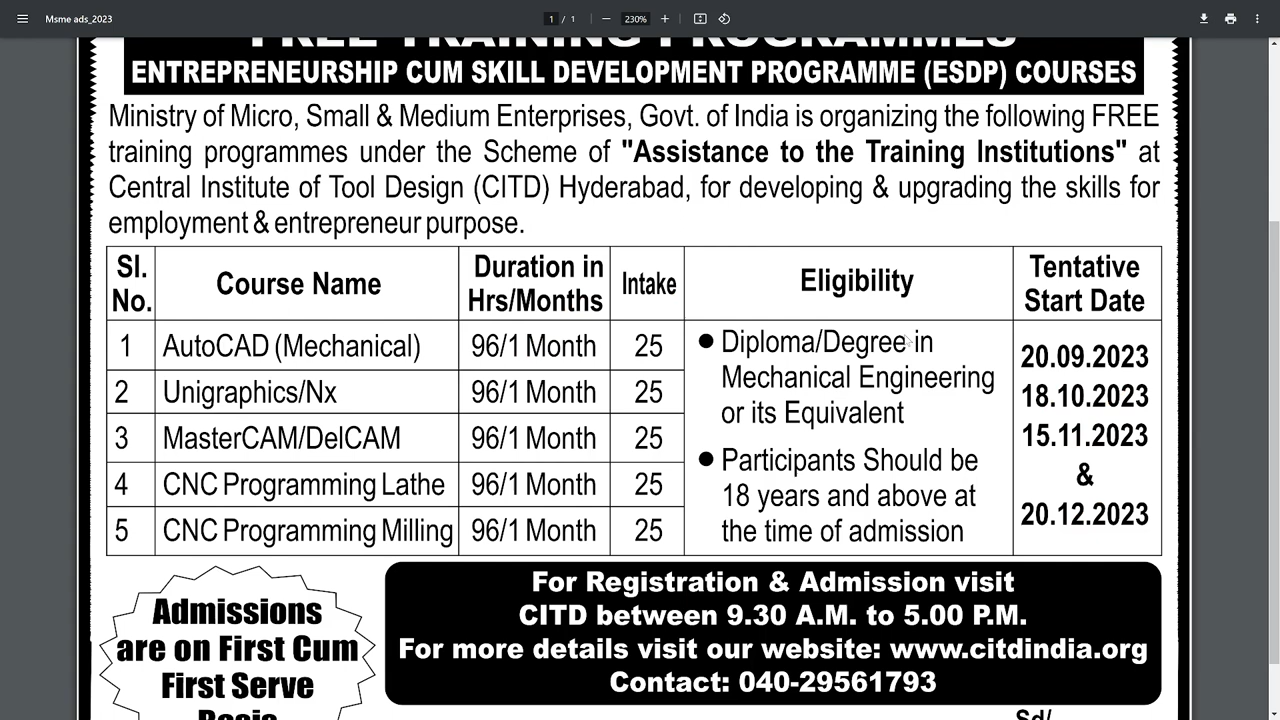 Msme ads_2023
1 / 1
230%
FREE TRAINING PROGRAMMES
ENTREPRENEURSHIP CUM SKILL DEVELOPMENT PROGRAMME (ESDP) COURSES
Ministry of Micro, Small & Medium Enterprises, Govt. of India is organizing the following FREE
training programmes under the Scheme of "Assistance to the Training Institutions" at
Central Institute of Tool Design (CITD) Hyderabad, for developing & upgrading the skills for
employment & entrepreneur purpose.
Sl. No. Course Name Duration in Hrs/Months Intake Eligibility Tentative Start Date
1 AutoCAD (Mechanical) 96/1 Month 25
2 Unigraphics/Nx 96/1 Month 25
3 MasterCAM/DelCAM 96/1 Month 25
4 CNC Programming Lathe 96/1 Month 25
5 CNC Programming Milling 96/1 Month 25
● Diploma/Degree in
Mechanical Engineering
or its Equivalent
● Participants Should be
18 years and above at
the time of admission
20.09.2023
18.10.2023
15.11.2023
&
20.12.2023
Admissions
are on First Cum
First Serve
Basis
For Registration & Admission visit
CITD between 9.30 A.M. to 5.00 P.M.
For more details visit our website: www.citdindia.org
Contact: 040-29561793
Sd/